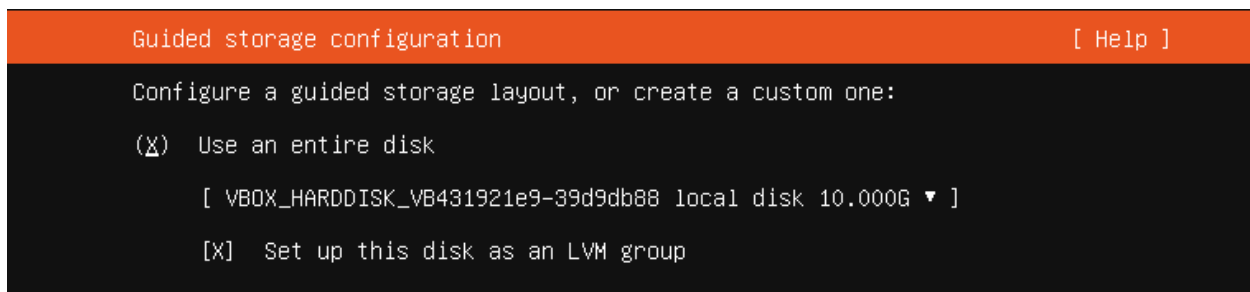 Guided storage configuration [ Help ]
Configure a guided storage layout, or create a custom one:
(X) Use an entire disk
[ VBOX_HARDDISK_VB431921e9-39d9db88 local disk 10.000G ▾ ]
[X] Set up this disk as an LVM group